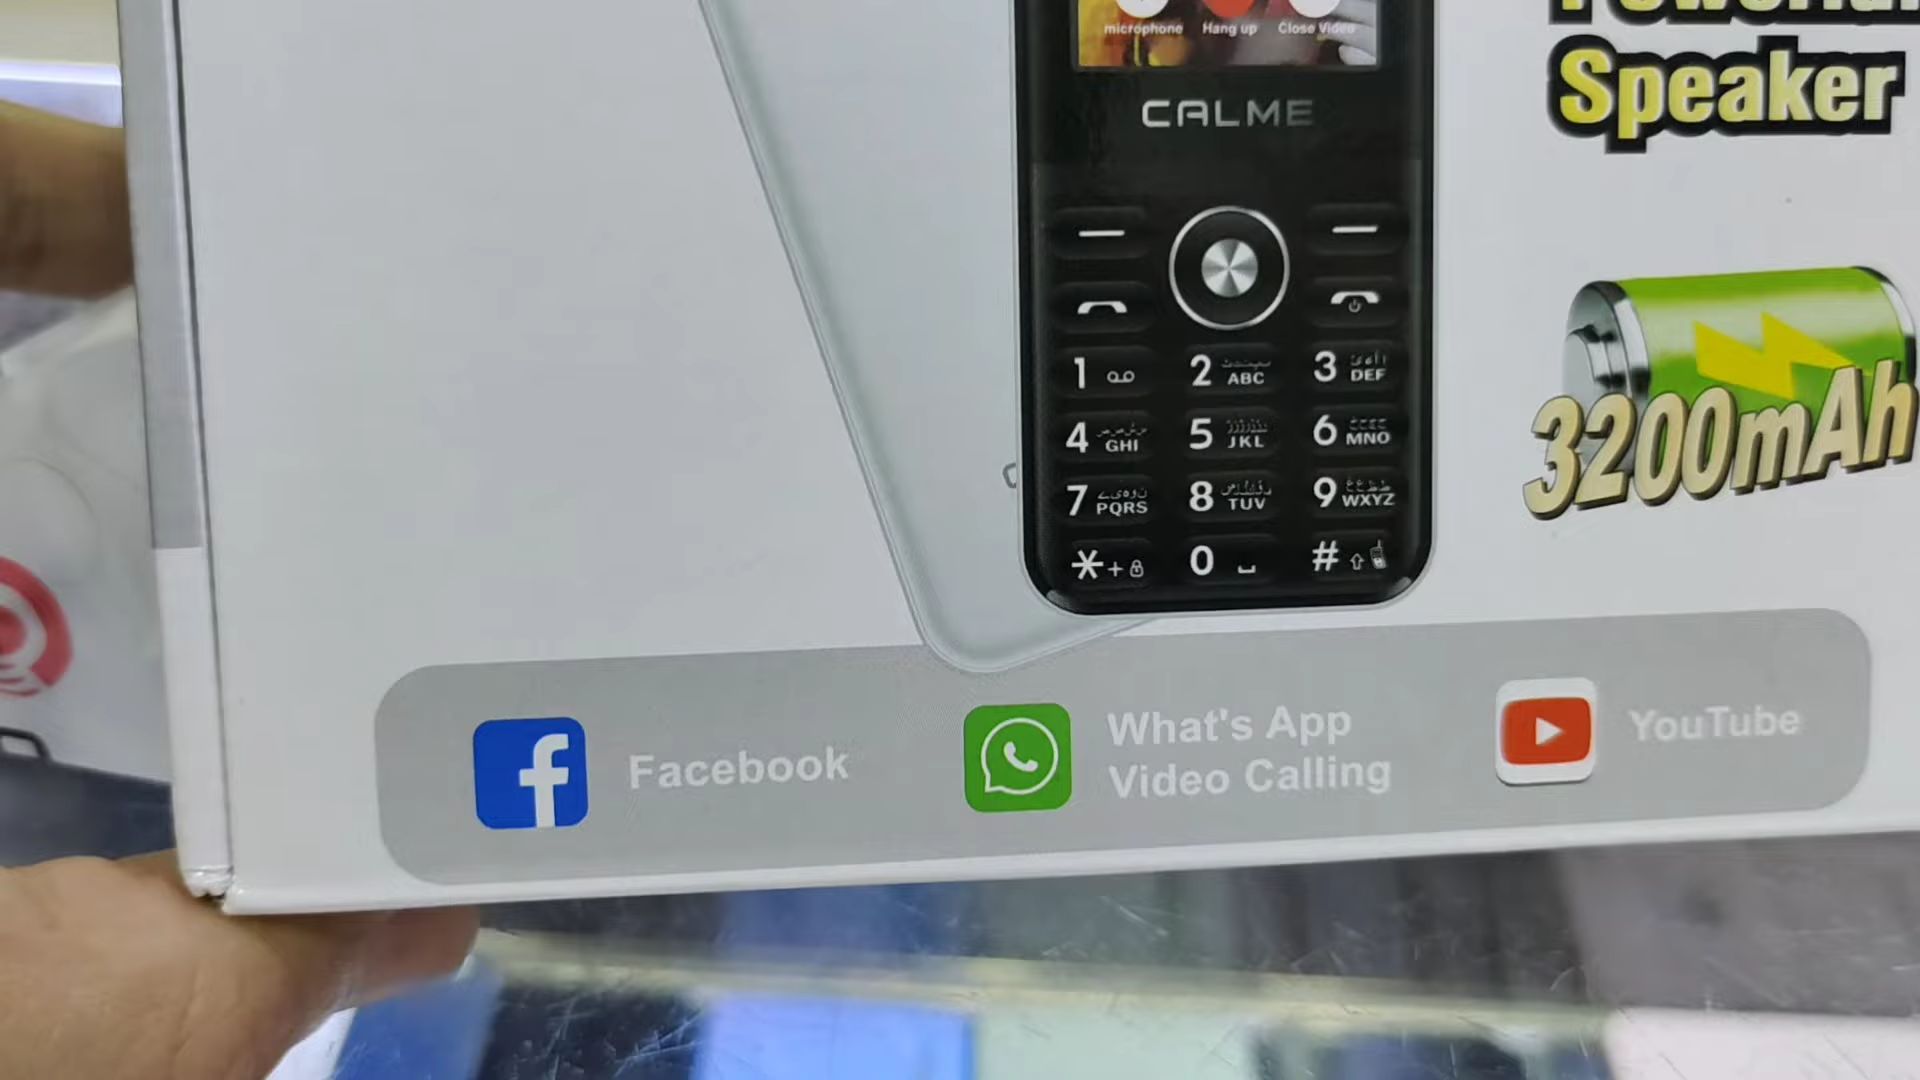 microphone Hang up Close Video
Speaker
CALME
3200mAh
1
2 ABC
3 DEF
4 GHI
5 JKL
6 MNO
7 PQRS
8 TUV
9 WXYZ
* +
0
#
Facebook
What's App
Video Calling
YouTube